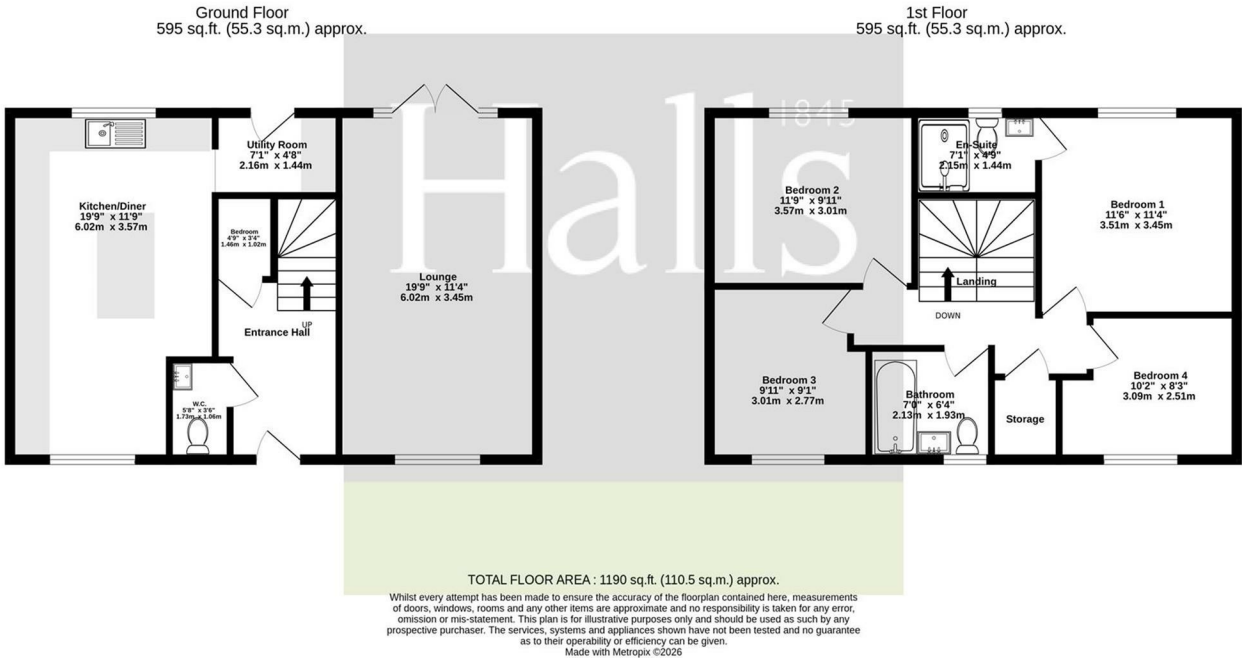 Ground Floor
595 sq.ft. (55.3 sq.m.) approx.
1st Floor
595 sq.ft. (55.3 sq.m.) approx.
Halls
1845
Utility Room
7'1" x 4'8"
2.16m x 1.44m
Kitchen/Diner
19'9" x 11'9"
6.02m x 3.57m
Bedroom
4'9" x 3'4"
1.46m x 1.02m
Lounge
19'9" x 11'4"
6.02m x 3.45m
UP
Entrance Hall
W.C.
5'8" x 3'6"
1.73m x 1.06m
En-Suite
7'1" x 4'9"
2.15m x 1.44m
Bedroom 2
11'9" x 9'11"
3.57m x 3.01m
Bedroom 1
11'6" x 11'4"
3.51m x 3.45m
Landing
DOWN
Bedroom 3
9'11" x 9'1"
3.01m x 2.77m
Bathroom
7'0" x 6'4"
2.13m x 1.93m
Storage
Bedroom 4
10'2" x 8'3"
3.09m x 2.51m
TOTAL FLOOR AREA : 1190 sq.ft. (110.5 sq.m.) approx.
Whilst every attempt has been made to ensure the accuracy of the floorplan contained here, measurements
of doors, windows, rooms and any other items are approximate and no responsibility is taken for any error,
omission or mis-statement. This plan is for illustrative purposes only and should be used as such by any
prospective purchaser. The services, systems and appliances shown have not been tested and no guarantee
as to their operability or efficiency can be given.
Made with Metropix ©2026